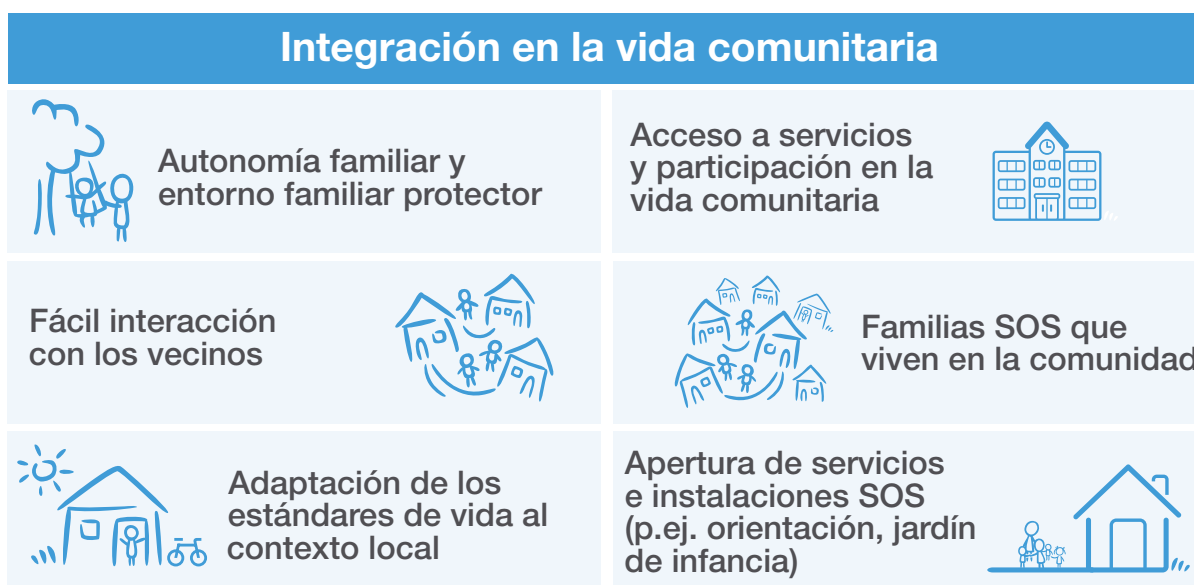 Integración en la vida comunitaria
Autonomía familiar y
entorno familiar protector
Acceso a servicios
y participación en la
vida comunitaria
Fácil interacción
con los vecinos
Familias SOS que
viven en la comunidad
Adaptación de los
estándares de vida al
contexto local
Apertura de servicios
e instalaciones SOS
(p.ej. orientación, jardín
de infancia)